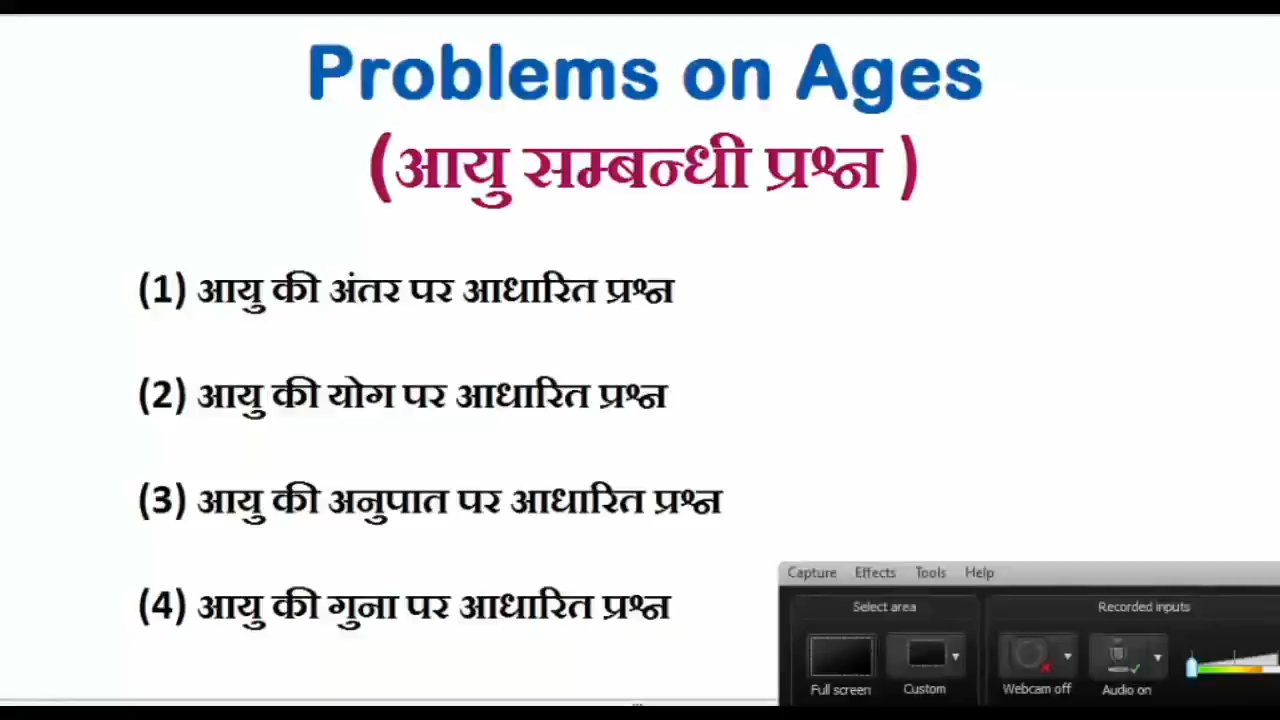 Problems on Ages
(आयु सम्बन्धी प्रश्न )
(1) आयु की अंतर पर आधारित प्रश्न
(2) आयु की योग पर आधारित प्रश्न
(3) आयु की अनुपात पर आधारित प्रश्न
(4) आयु की गुना पर आधारित प्रश्न
Capture Effects Tools Help
Select area Recorded inputs
Full screen Custom Webcam off Audio on